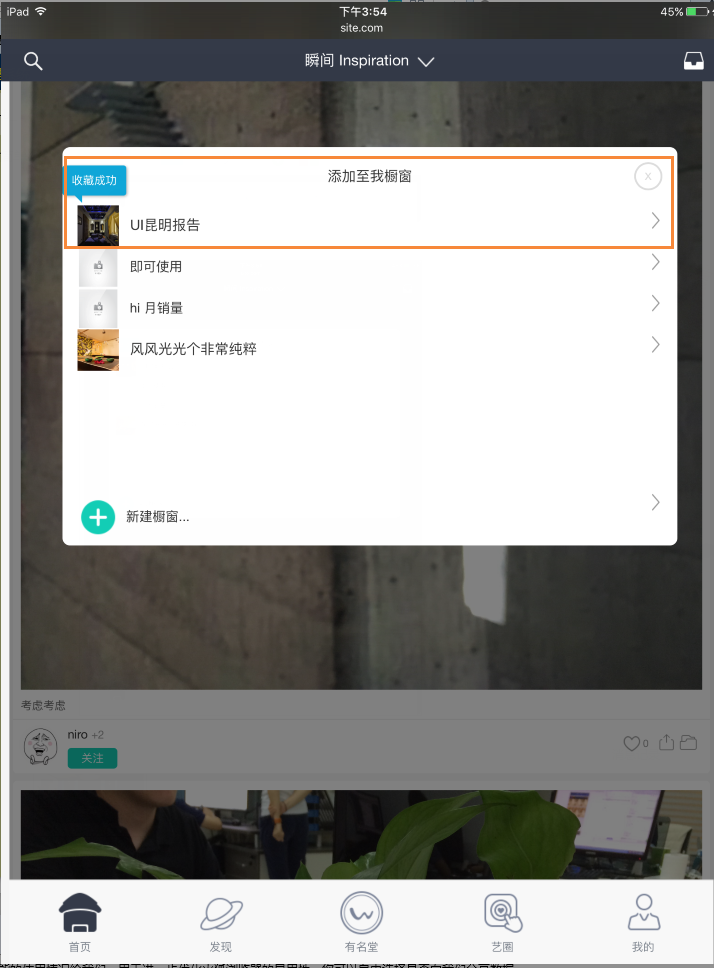 iPad 下午3:54 45%
site.com
瞬间 Inspiration
添加至我橱窗 x
收藏成功
UI昆明报告
即可使用
hi 月销量
风风光光个非常纯粹
新建橱窗...
考虑考虑
niro +2
关注
0
首页 发现 有名堂 艺圈 我的